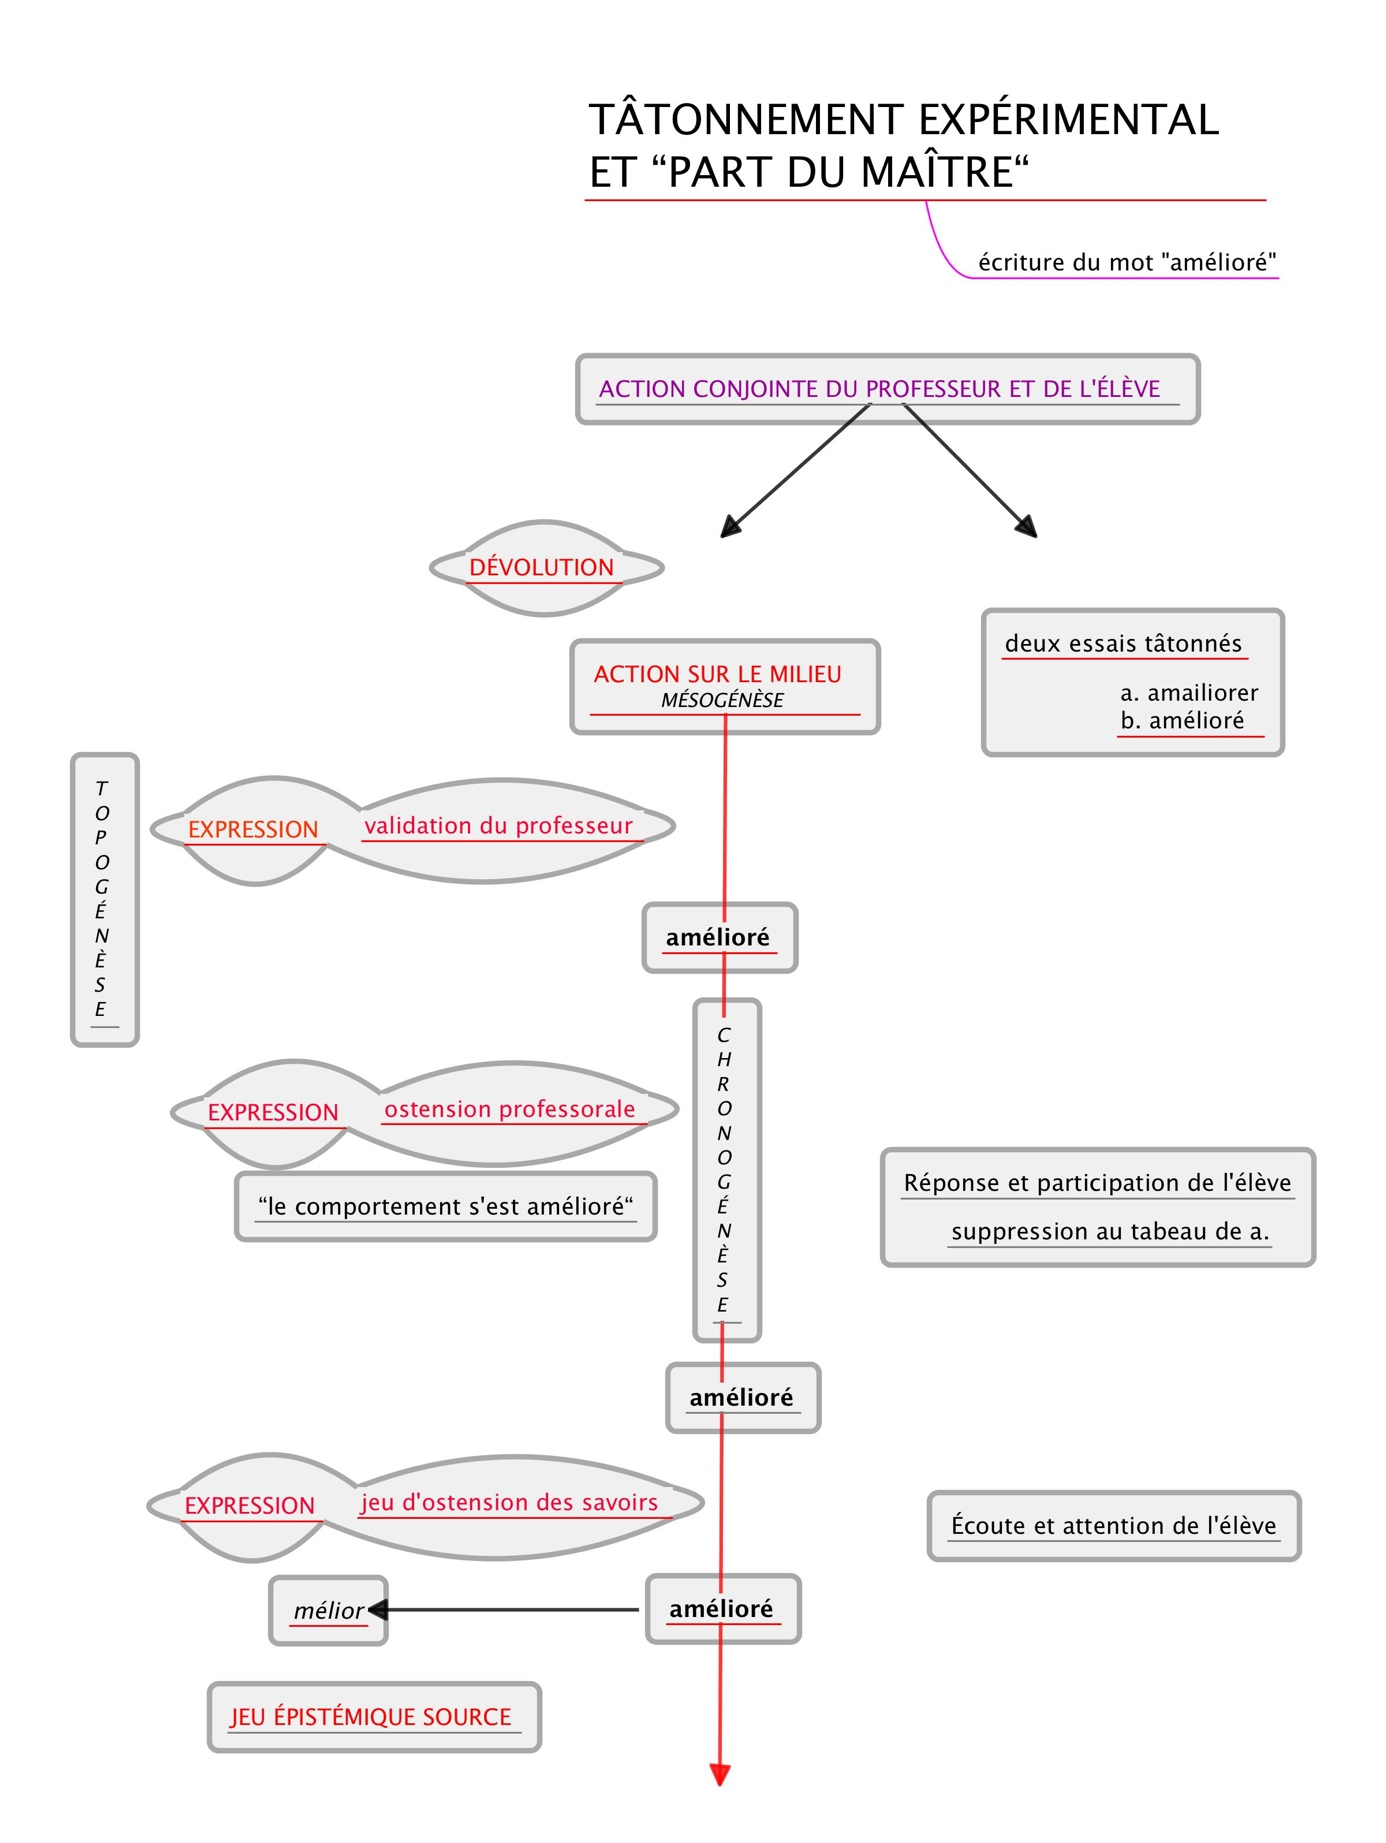 TÂTONNEMENT EXPÉRIMENTAL
ET “PART DU MAÎTRE“
écriture du mot "amélioré"
ACTION CONJOINTE DU PROFESSEUR ET DE L'ÉLÈVE
DÉVOLUTION
deux essais tâtonnés
a. amailiorer
b. amélioré
ACTION SUR LE MILIEU
MÉSOGÉNÈSE
TOPOGÉNÈSE
EXPRESSION
validation du professeur
amélioré
CHRONOGÉNÈSE
EXPRESSION
ostension professorale
“le comportement s'est amélioré“
Réponse et participation de l'élève
suppression au tabeau de a.
amélioré
EXPRESSION
jeu d'ostension des savoirs
Écoute et attention de l'élève
mélior
amélioré
JEU ÉPISTÉMIQUE SOURCE